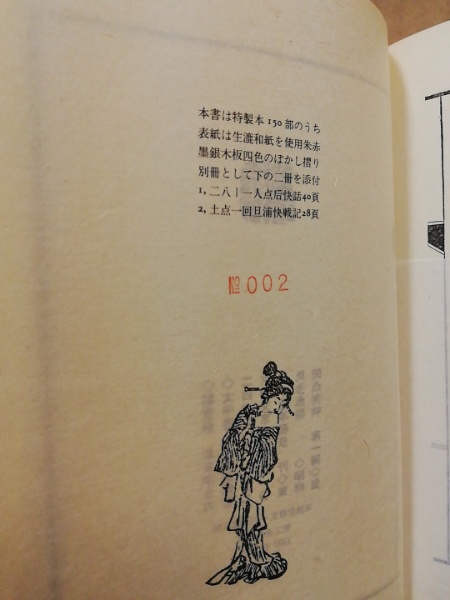 本書は特製本150部のうち
表紙は生漉和紙を使用朱赤
墨銀木板四色のぼかし摺り
別冊として下の二冊を添付
1,二八十一人点后快話40頁
2,土点一回旦浦快戦記28頁
№002